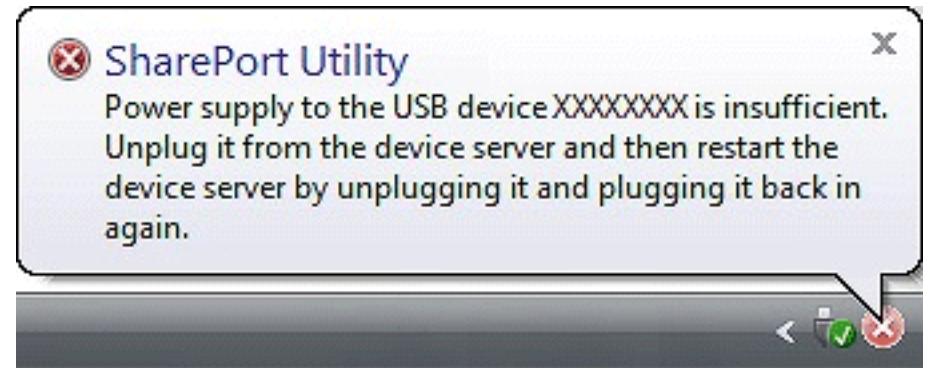 SharePort Utility
Power supply to the USB device XXXXXXXX is insufficient.
Unplug it from the device server and then restart the
device server by unplugging it and plugging it back in
again.